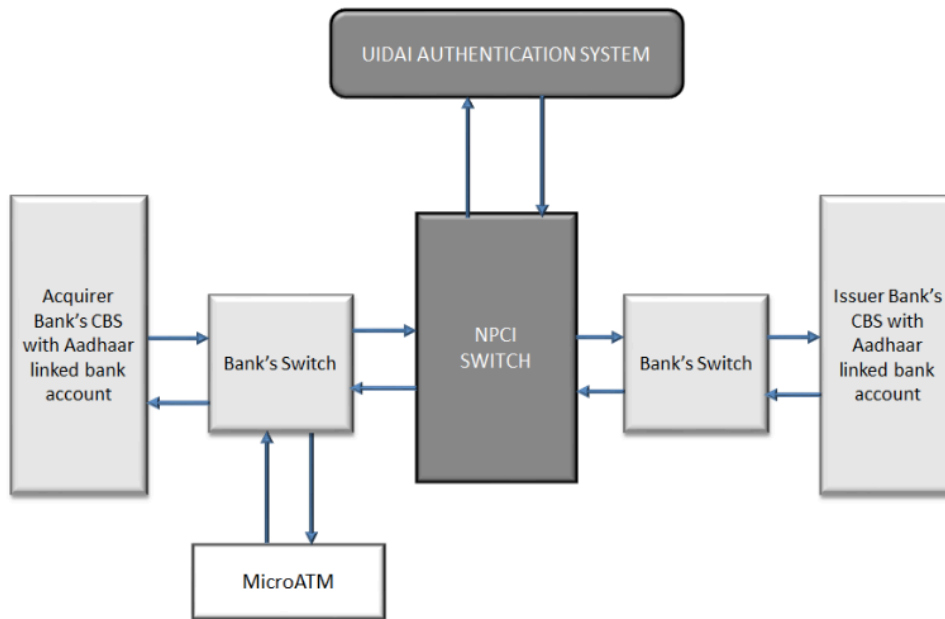 UIDAI AUTHENTICATION SYSTEM
Acquirer
Bank's CBS
with Aadhaar
linked bank
account
Bank's Switch
NPCI
SWITCH
Bank's Switch
Issuer Bank's
CBS with
Aadhaar
linked bank
account
MicroATM